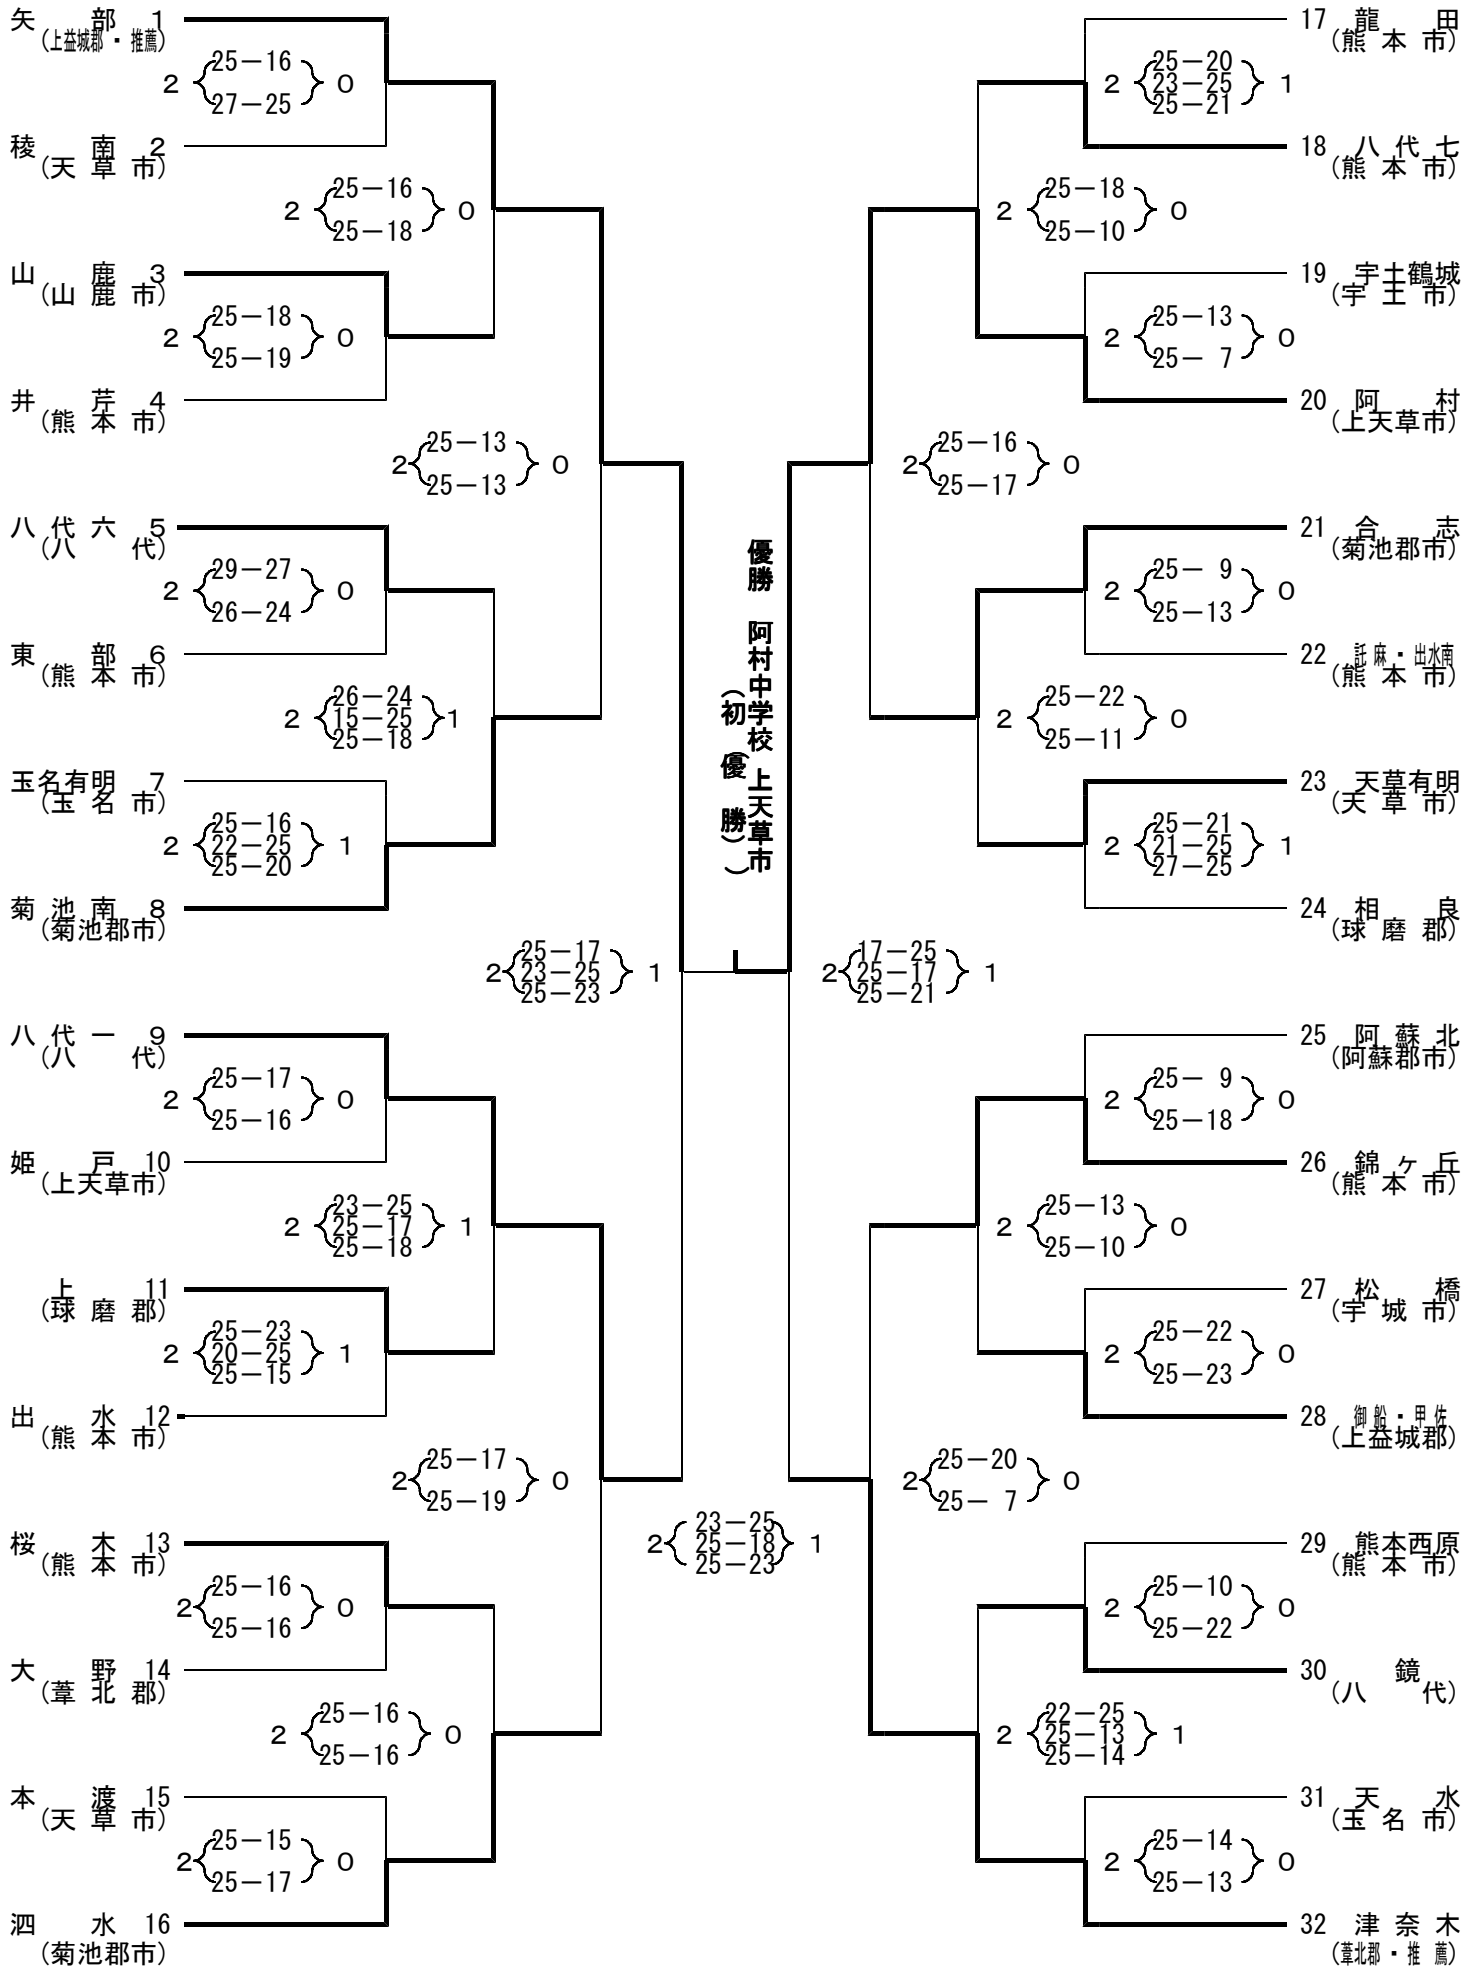 矢部 1
(上益城郡・推薦)
2 25－16 0
27－25
稜南 2
(天草市)
2 25－16 0
25－18
山鹿 3
(山鹿市)
2 25－18 0
25－19
井芹 4
(熊本市)
2 25－13 0
25－13
八代六 5
(八代)
2 29－27 0
26－24
東部 6
(熊本市)
2 26－24 1
15－25
25－18
玉名有明 7
(玉名市)
2 25－16 1
22－25
25－20
菊池南 8
(菊池郡市)
2 25－17 1
23－25
25－23
八代一 9
(八代)
2 25－17 0
25－16
姫戸 10
(上天草市)
2 23－25 1
25－17
25－18
上 11
(球磨郡)
2 25－23 1
20－25
25－15
出水 12
(熊本市)
2 25－17 0
25－19
桜木 13
(熊本市)
2 25－16 0
25－16
大野 14
(葦北郡)
2 25－16 0
25－16
本渡 15
(天草市)
2 25－15 0
25－17
泗水 16
(菊池郡市)
優勝 阿村中学校(上天草市)
(初優勝)
2 23－25 1
25－18
25－23
17 龍田
(熊本市)
2 25－20 1
23－25
25－21
18 八代七
(熊本市)
2 25－18 0
25－10
19 宇土鶴城
(宇土市)
2 25－13 0
25－ 7
20 阿村
(上天草市)
2 25－16 0
25－17
21 合志
(菊池郡市)
2 25－ 9 0
25－13
22 託麻・出水南
(熊本市)
2 25－22 0
25－11
23 天草有明
(天草市)
2 25－21 1
21－25
27－25
24 相良
(球磨郡)
2 17－25 1
25－17
25－21
25 阿蘇北
(阿蘇郡市)
2 25－ 9 0
25－18
26 錦ヶ丘
(熊本市)
2 25－13 0
25－10
27 松橋
(宇城市)
2 25－22 0
25－23
28 御船・甲佐
(上益城郡)
2 25－20 0
25－ 7
29 熊本西原
(熊本市)
2 25－10 0
25－22
30 鏡
(八代)
2 22－25 1
25－13
25－14
31 天水
(玉名市)
2 25－14 0
25－13
32 津奈木
(葦北郡・推薦)